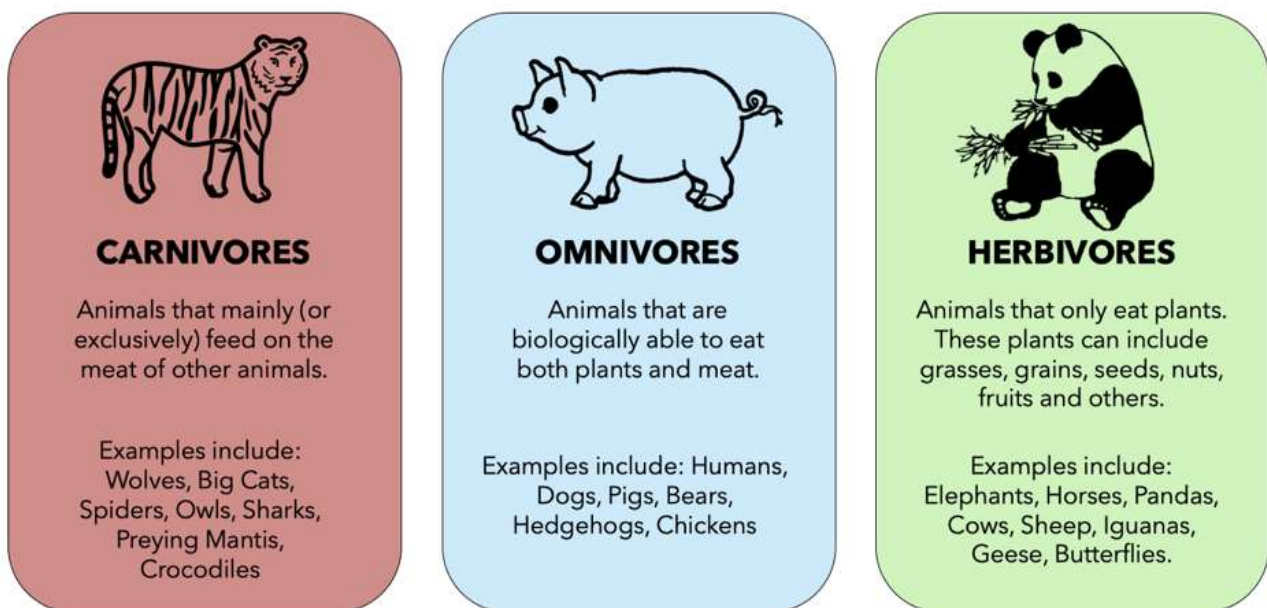 CARNIVORES
Animals that mainly (or
exclusively) feed on the
meat of other animals.
Examples include:
Wolves, Big Cats,
Spiders, Owls, Sharks,
Preying Mantis,
Crocodiles
OMNIVORES
Animals that are
biologically able to eat
both plants and meat.
Examples include: Humans,
Dogs, Pigs, Bears,
Hedgehogs, Chickens
HERBIVORES
Animals that only eat plants.
These plants can include
grasses, grains, seeds, nuts,
fruits and others.
Examples include:
Elephants, Horses, Pandas,
Cows, Sheep, Iguanas,
Geese, Butterflies.